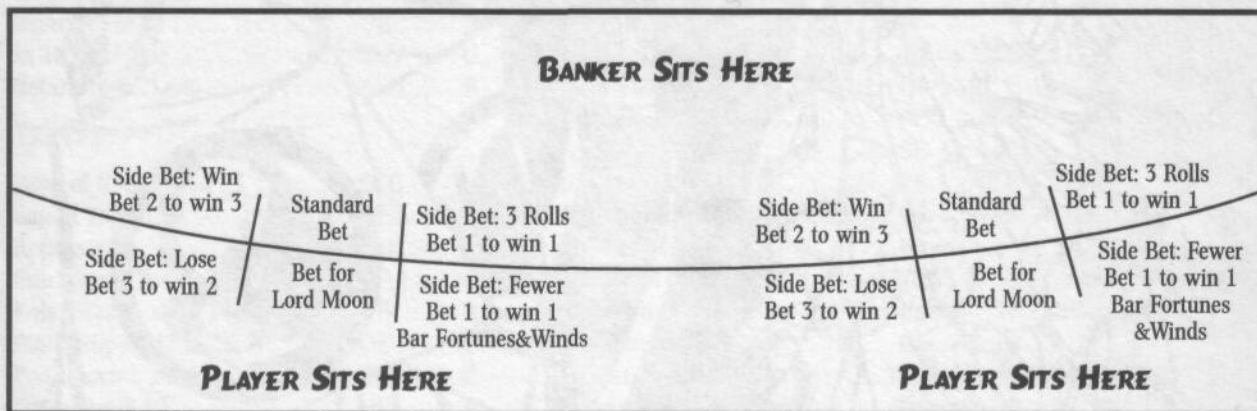 BANKER SITS HERE
Side Bet: Win
Bet 2 to win 3
Standard
Bet
Side Bet: 3 Rolls
Bet 1 to win 1
Side Bet: Lose
Bet 3 to win 2
Bet for
Lord Moon
Side Bet: Fewer
Bet 1 to win 1
Bar Fortunes&Winds
PLAYER SITS HERE
Side Bet: Win
Bet 2 to win 3
Standard
Bet
Side Bet: 3 Rolls
Bet 1 to win 1
Side Bet: Lose
Bet 3 to win 2
Bet for
Lord Moon
Side Bet: Fewer
Bet 1 to win 1
Bar Fortunes
&Winds
PLAYER SITS HERE